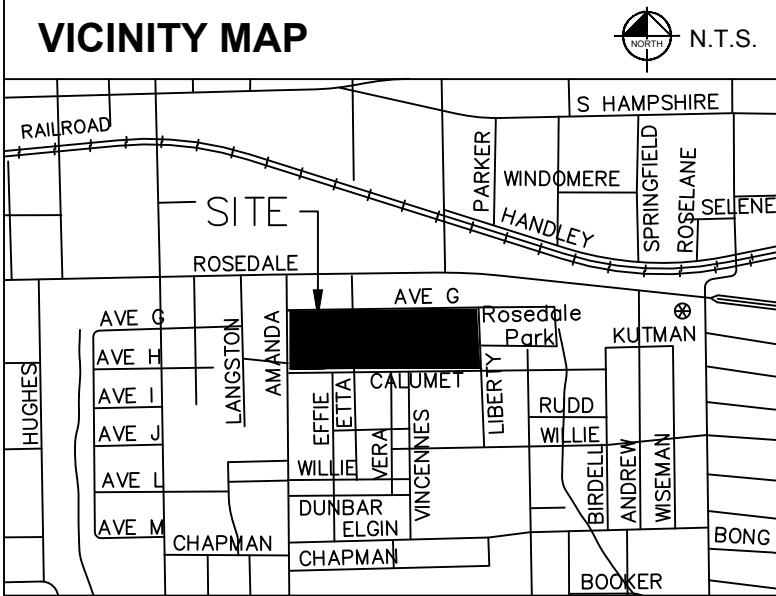 VICINITY MAP
NORTH
N.T.S.
S HAMPSHIRE
RAILROAD
PARKER
WINDOMERE
SPRINGFIELD
ROSELANE
SELENE
SITE
HANDLEY
ROSEDALE
AVE G
AVE G
Rosedale
Park
KUTMAN
AMANDA
LANGSTON
AVE H
HUGHES
CALUMET
LIBERTY
AVE I
EFFIE
ETTA
RUDD
AVE J
VERA
VINCENNES
WILLIE
WILLIE
BIRDELL
ANDREW
WISEMAN
AVE L
DUNBAR
AVE M
ELGIN
CHAPMAN
CHAPMAN
BONG
BOOKER